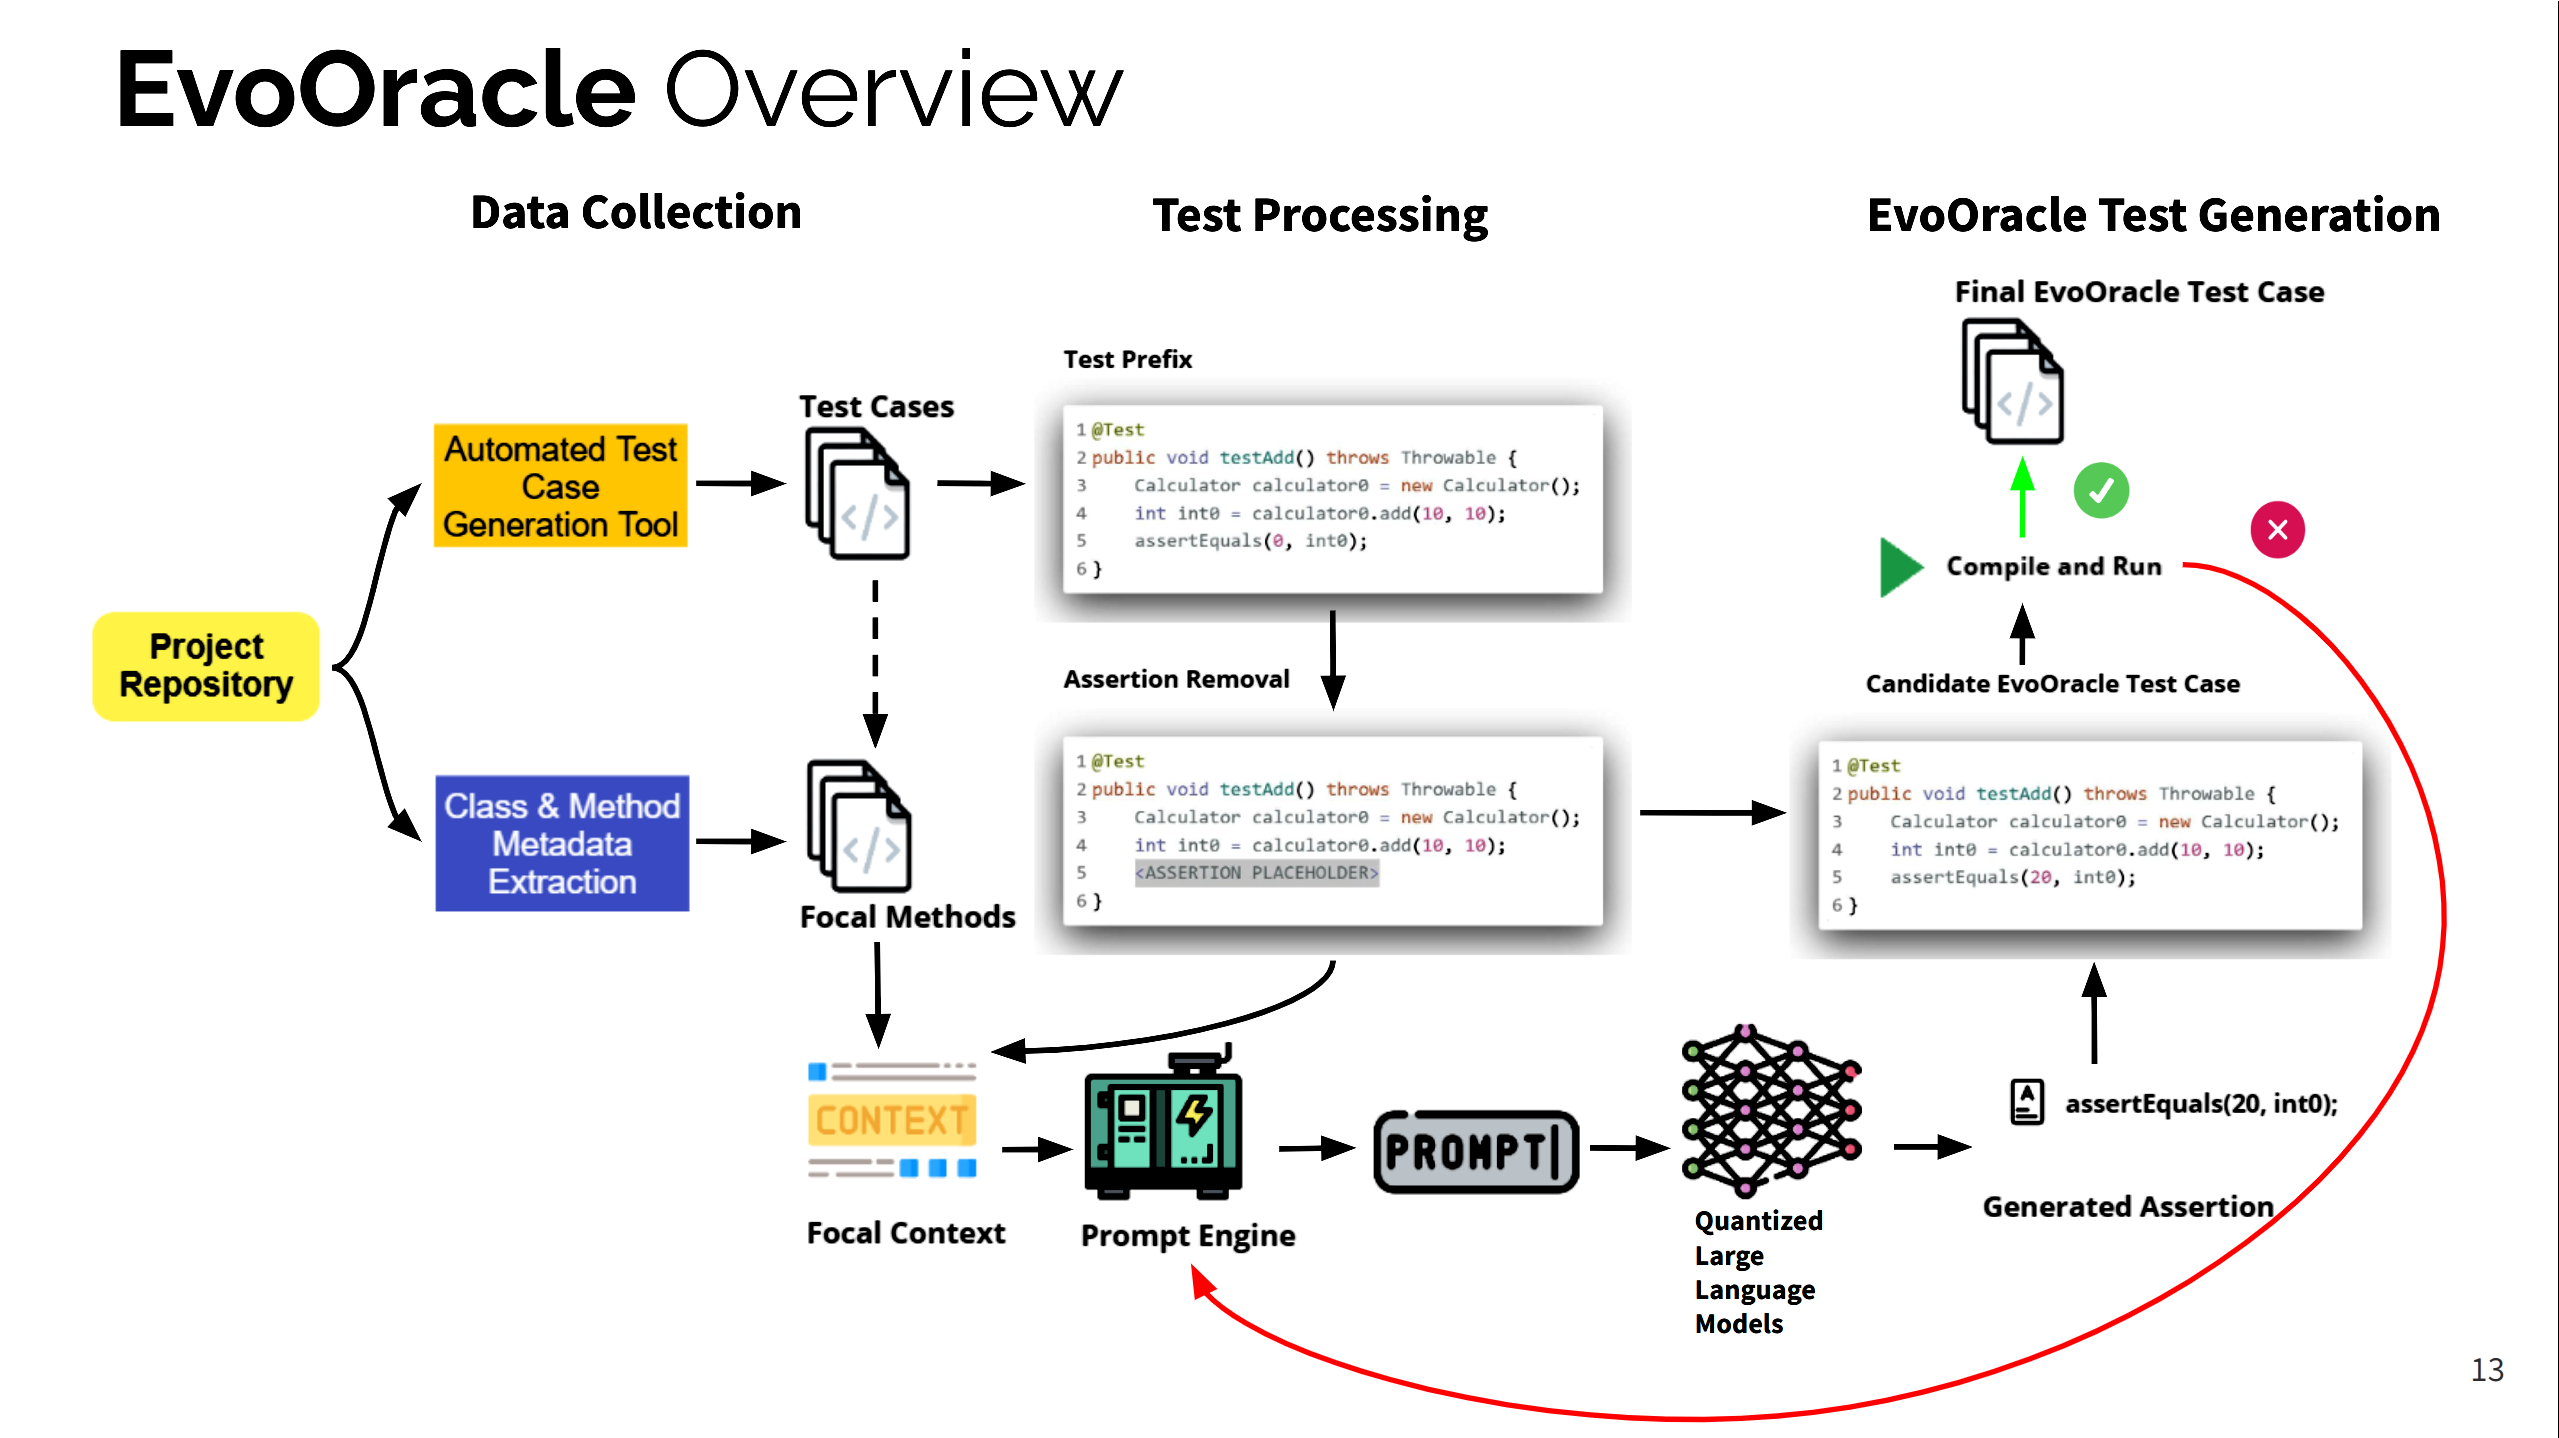 EvoOracle Overview
Data Collection
Test Processing
EvoOracle Test Generation
Project
Repository
Automated Test
Case
Generation Tool
Class & Method
Metadata
Extraction
Test Cases
Focal Methods
Test Prefix
1 @Test
2 public void testAdd() throws Throwable {
3 Calculator calculator0 = new Calculator();
4 int int0 = calculator0.add(10, 10);
5 assertEquals(0, int0);
6 }
Assertion Removal
1 @Test
2 public void testAdd() throws Throwable {
3 Calculator calculator0 = new Calculator();
4 int int0 = calculator0.add(10, 10);
5 <ASSERTION PLACEHOLDER>
6 }
CONTEXT
Focal Context
Prompt Engine
PROMPT
Quantized
Large
Language
Models
assertEquals(20, int0);
Generated Assertion
Candidate EvoOracle Test Case
1 @Test
2 public void testAdd() throws Throwable {
3 Calculator calculator0 = new Calculator();
4 int int0 = calculator0.add(10, 10);
5 assertEquals(20, int0);
6 }
Compile and Run
Final EvoOracle Test Case
13